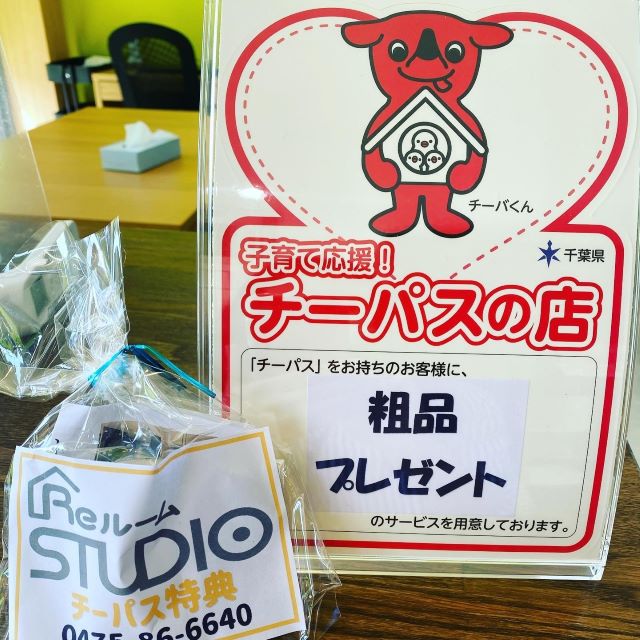 チーバくん
千葉県
子育て応援!
チーパスの店
「チーパス」をお持ちのお客様に、
粗品
プレゼント
のサービスを用意しております。
Reルーム
STUDIO
チーパス特典
0475-86-6640